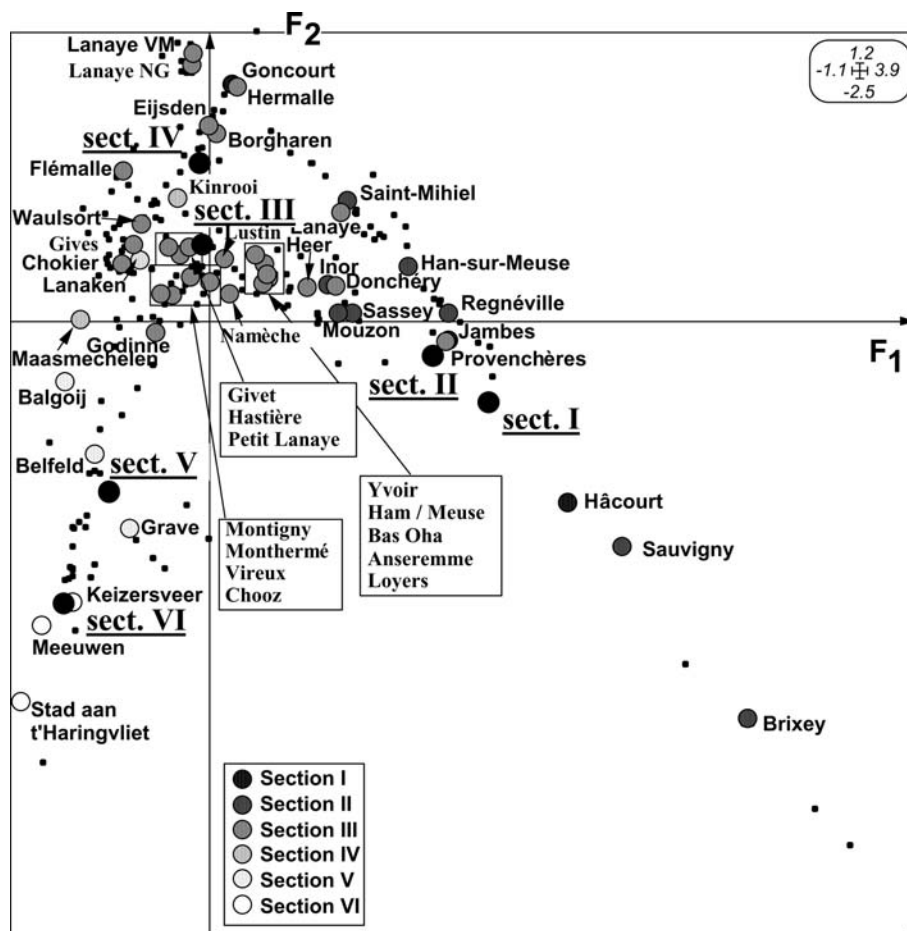 F2
Lanaye VM
Lanaye NG
Goncourt
Hermalle
1.2
-1.1 3.9
-2.5
Eijsden
Borgharen
sect. IV
Flémalle
Kinrooi
Saint-Mihiel
sect. III
Waulsort
Lustin
Lanaye
Gives
Heer
Chokier
Inor
Han-sur-Meuse
Lanaken
Donchéry
Sassey
Regnéville
Mouzon
Namèche
Jambes
Godinne
Maasmechelen
Provenchères
F1
Balgoij
sect. II
Givet
Hastière
Petit Lanaye
sect. I
Belfeld
sect. V
Yvoir
Ham / Meuse
Bas Oha
Anseremme
Loyers
Hâcourt
Grave
Montigny
Monthermé
Vireux
Chooz
Sauvigny
Keizersveer
sect. VI
Meeuwen
Stad aan
t'Haringvliet
Brixey
Section I
Section II
Section III
Section IV
Section V
Section VI